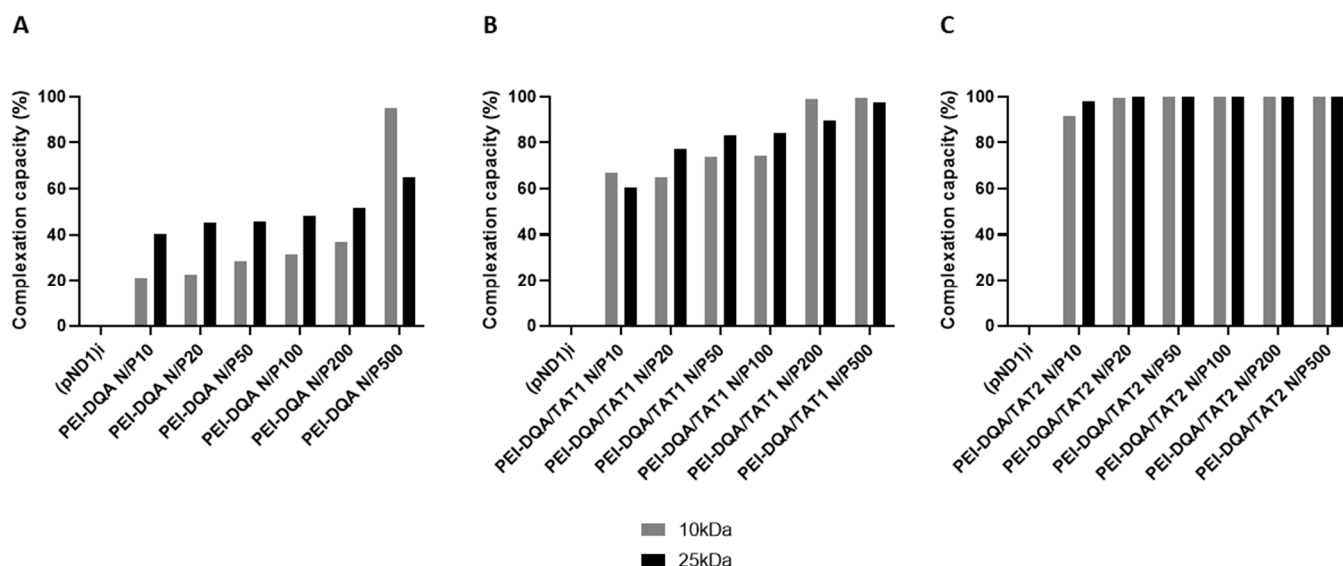 A
Complexation capacity (%)
100
80
60
40
20
0
(pND1)i
PEI-DQA N/P10
PEI-DQA N/P20
PEI-DQA N/P50
PEI-DQA N/P100
PEI-DQA N/P200
PEI-DQA N/P500
B
Complexation capacity (%)
100
80
60
40
20
0
(pND1)i
PEI-DQA/TAT1 N/P10
PEI-DQA/TAT1 N/P20
PEI-DQA/TAT1 N/P50
PEI-DQA/TAT1 N/P100
PEI-DQA/TAT1 N/P200
PEI-DQA/TAT1 N/P500
C
Complexation capacity (%)
100
80
60
40
20
0
(pND1)i
PEI-DQA/TAT2 N/P10
PEI-DQA/TAT2 N/P20
PEI-DQA/TAT2 N/P50
PEI-DQA/TAT2 N/P100
PEI-DQA/TAT2 N/P200
PEI-DQA/TAT2 N/P500
10kDa
25kDa